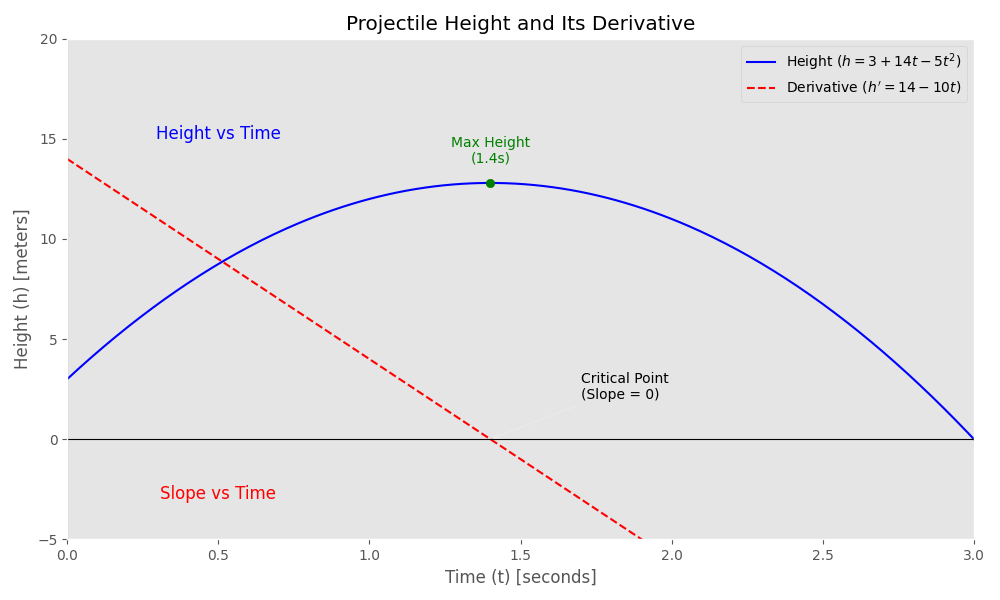 Projectile Height and Its Derivative
20
15
10
5
0
−5
Height (h) [meters]
Height ($h = 3 + 14t - 5t^2$)
Derivative ($h' = 14 - 10t$)
Height vs Time
Max Height
(1.4s)
Critical Point
(Slope = 0)
Slope vs Time
0.0 0.5 1.0 1.5 2.0 2.5 3.0
Time (t) [seconds]